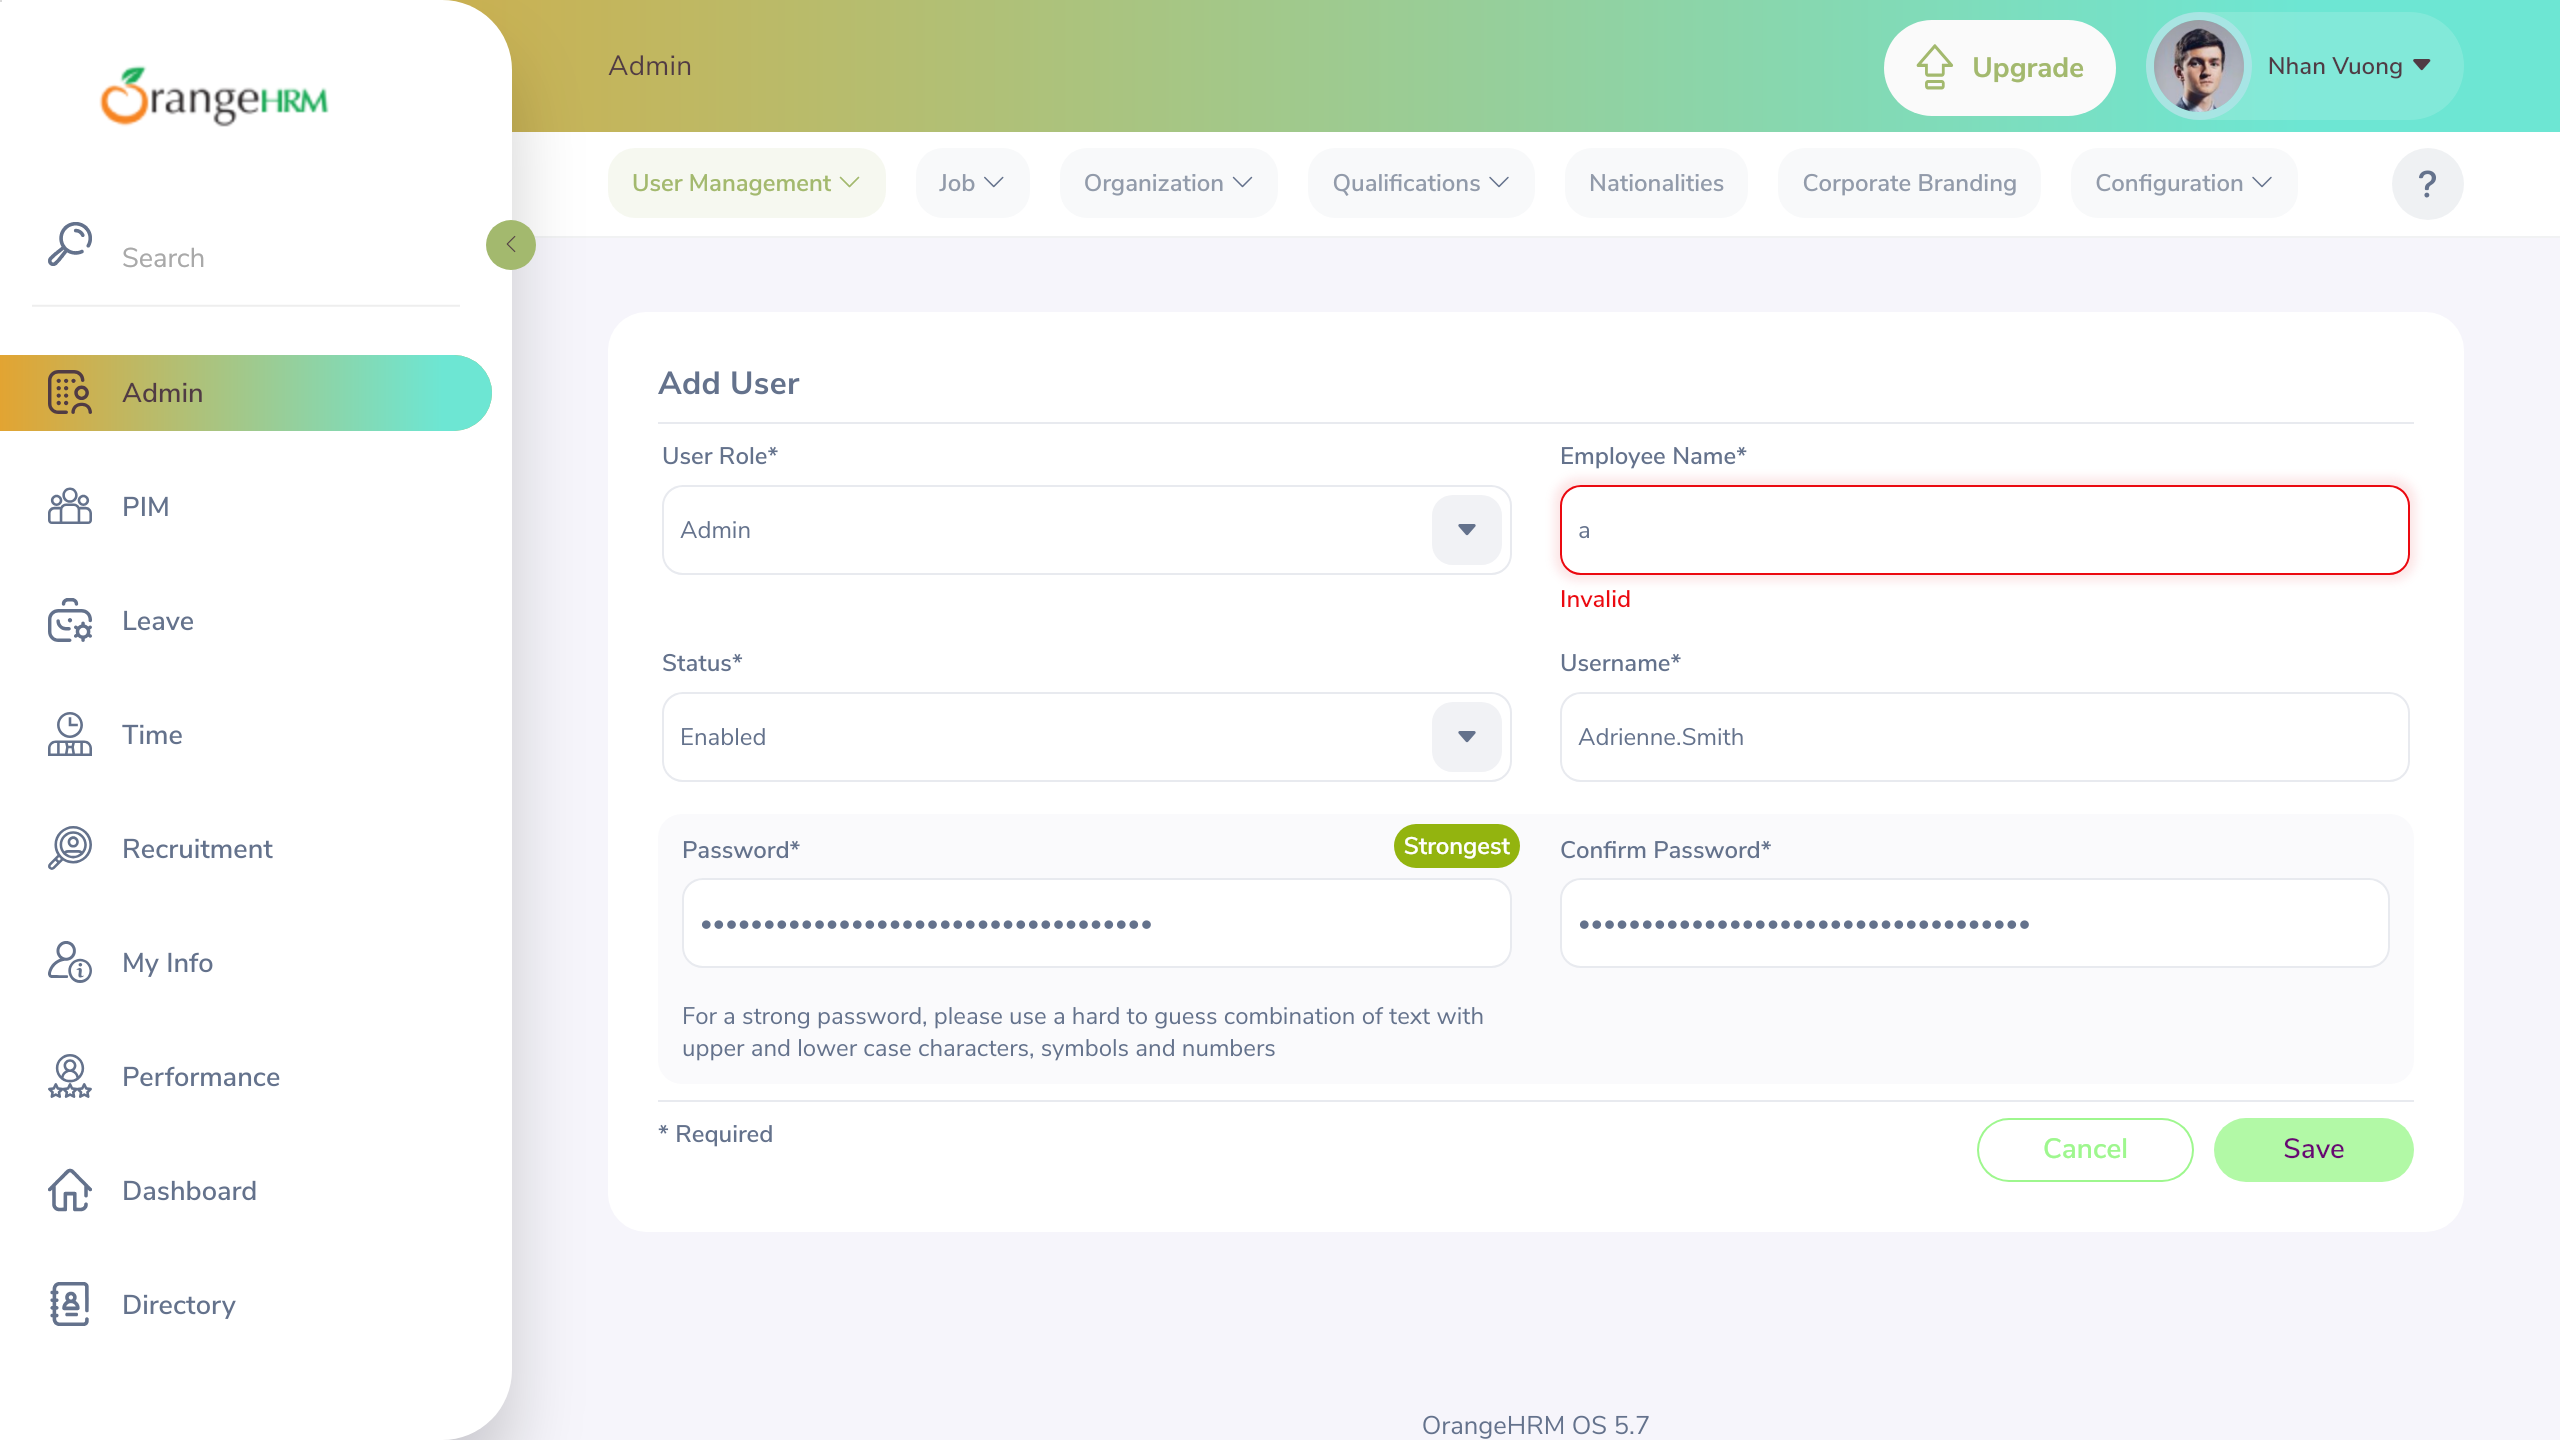 OrangeHRM
Search
Admin
PIM
Leave
Time
Recruitment
My Info
Performance
Dashboard
Directory
Admin
Upgrade
Nhan Vuong
User Management
Job
Organization
Qualifications
Nationalities
Corporate Branding
Configuration
?
Add User
User Role*
Admin
Employee Name*
a
Invalid
Status*
Enabled
Username*
Adrienne.Smith
Password*
Strongest
Confirm Password*
For a strong password, please use a hard to guess combination of text with
upper and lower case characters, symbols and numbers
* Required
Cancel
Save
OrangeHRM OS 5.7